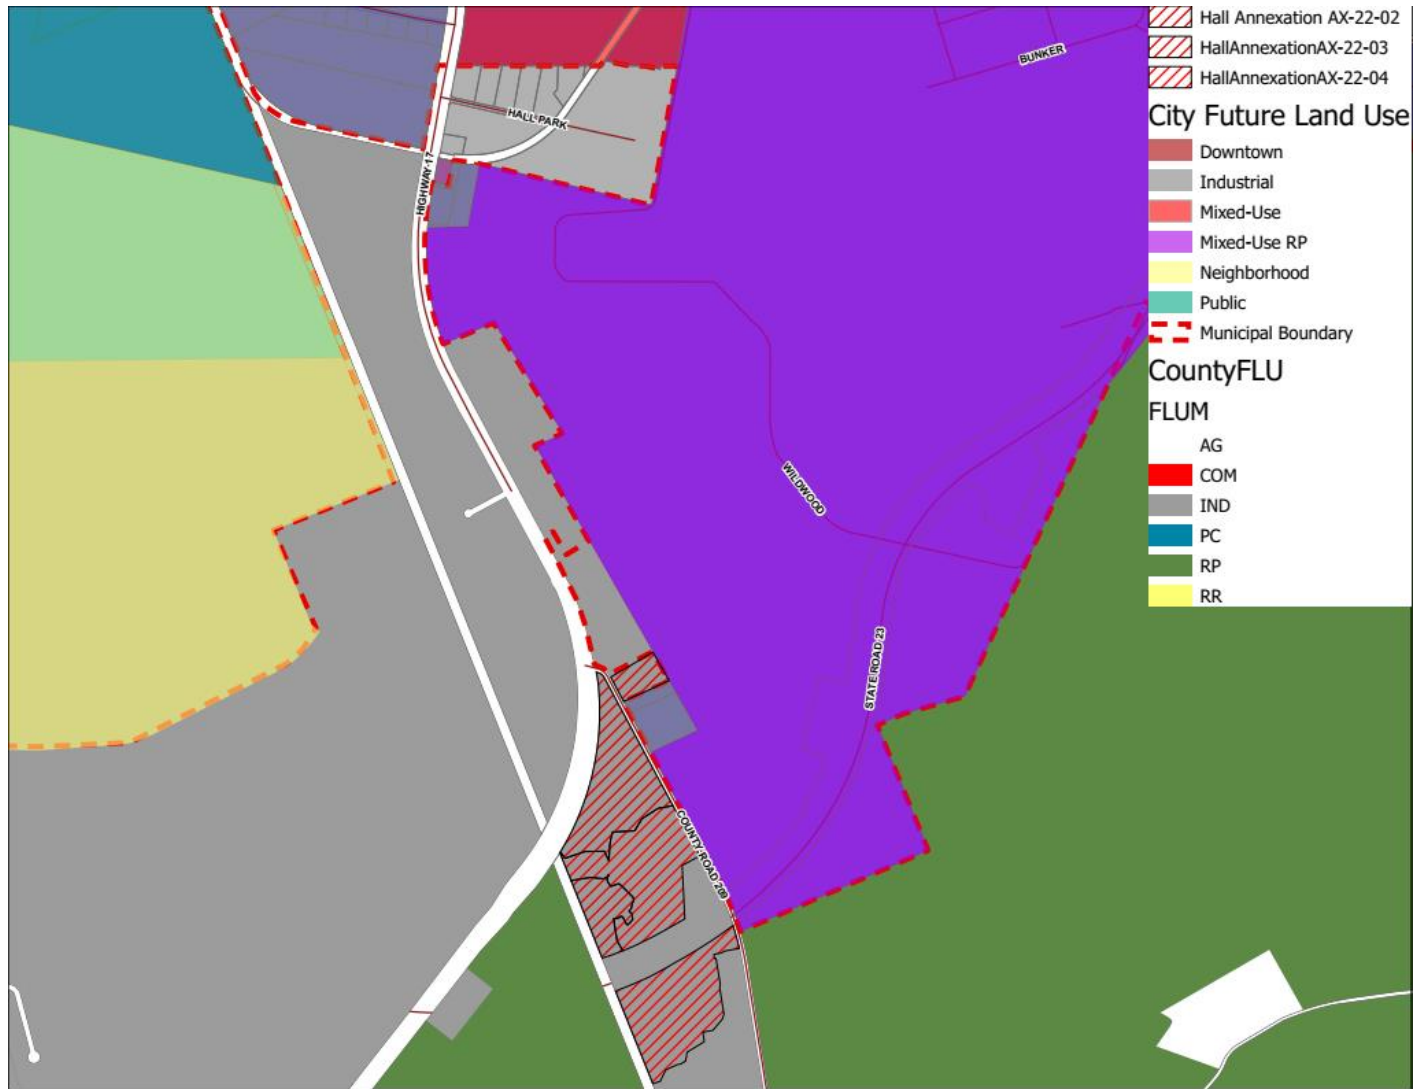 Hall Annexation AX-22-02
HallAnnexationAX-22-03
HallAnnexationAX-22-04
City Future Land Use
Downtown
Industrial
Mixed-Use
Mixed-Use RP
Neighborhood
Public
Municipal Boundary
CountyFLU
FLUM
AG
COM
IND
PC
RP
RR
BUNKER
HALL PARK
HIGHWAY 17
WILDWOOD
STATE ROAD 23
COUNTY ROAD 209